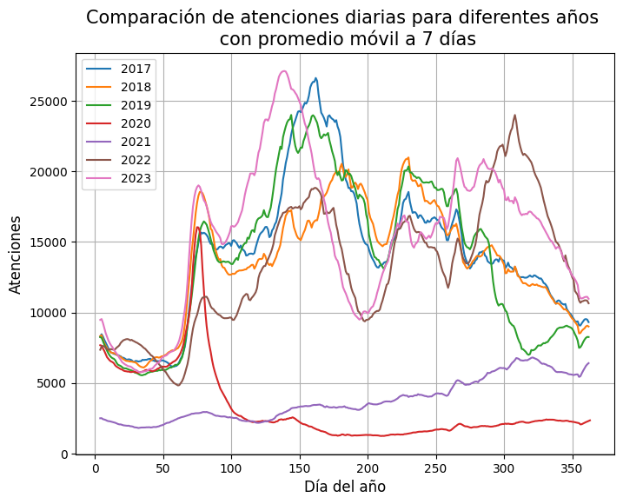 Comparación de atenciones diarias para diferentes años
con promedio móvil a 7 días
2017
2018
2019
2020
2021
2022
2023
Atenciones
25000
20000
15000
10000
5000
0
0 50 100 150 200 250 300 350
Día del año